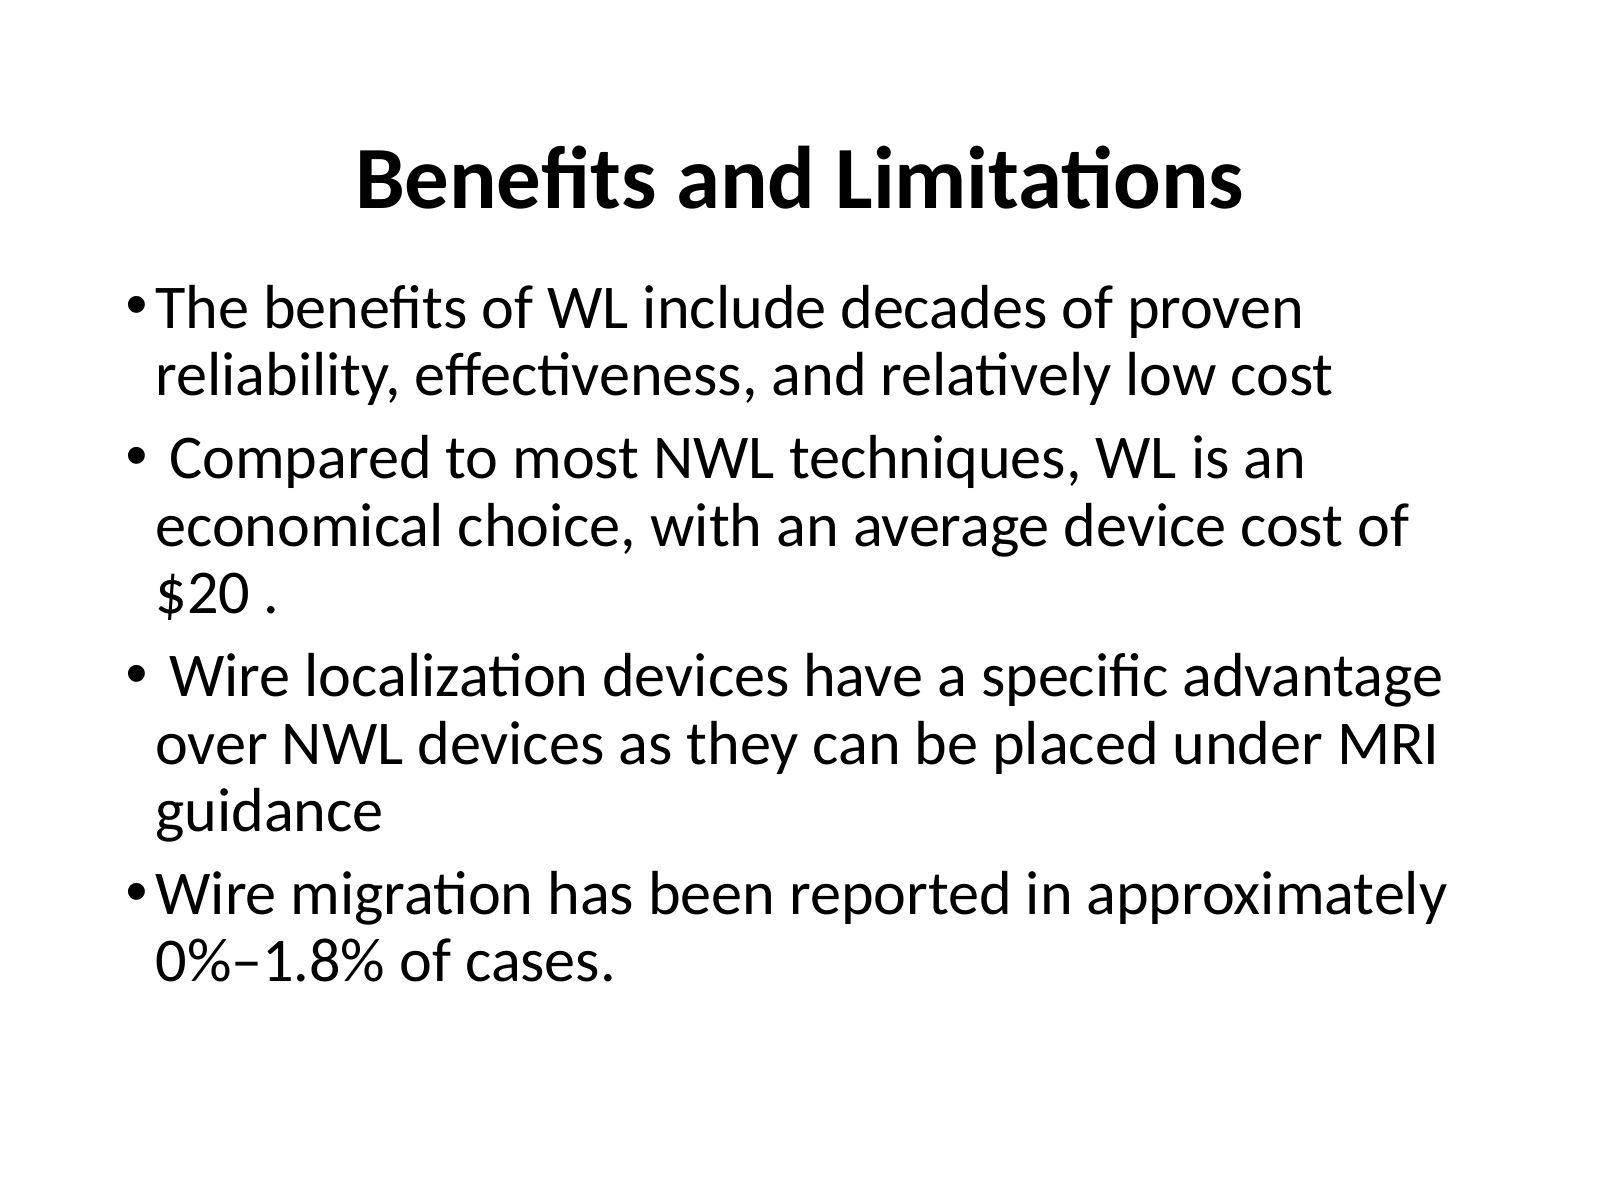 Benefits and Limitations
• The benefits of WL include decades of proven
reliability, effectiveness, and relatively low cost
• Compared to most NWL techniques, WL is an
economical choice, with an average device cost of
$20 .
• Wire localization devices have a specific advantage
over NWL devices as they can be placed under MRI
guidance
• Wire migration has been reported in approximately
0%–1.8% of cases.